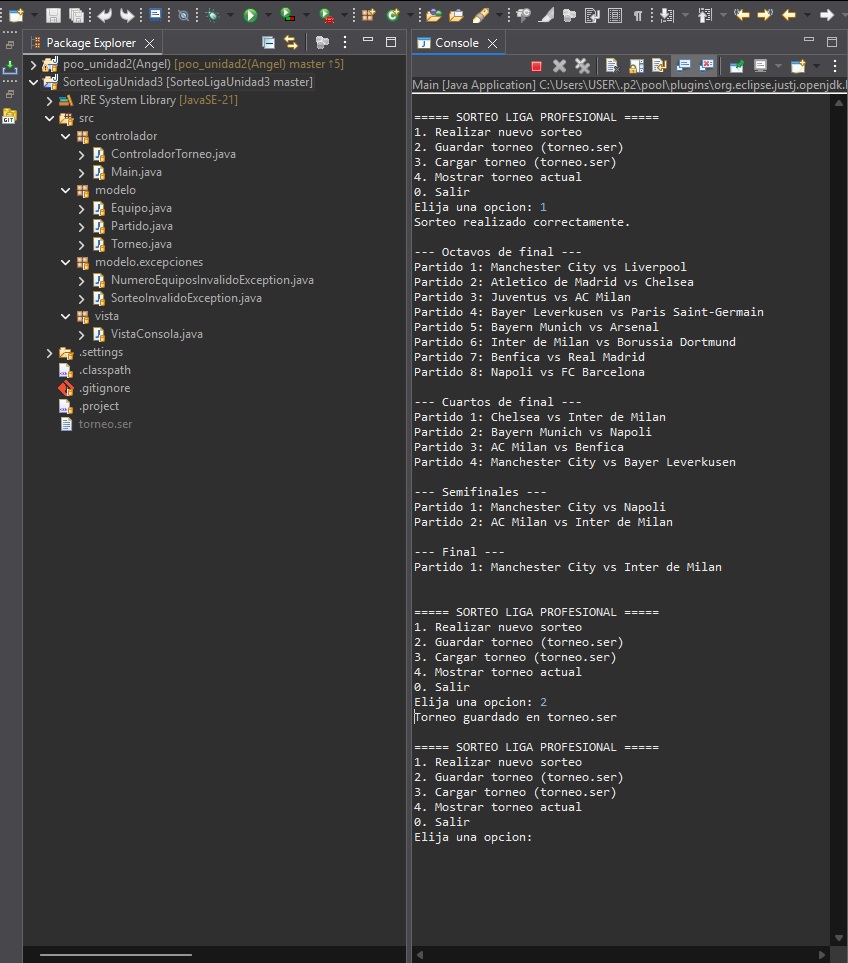 Package Explorer
poo_unidad2(Angel) [poo_unidad2(Angel) master ↑5]
SorteoLigaUnidad3 [SorteoLigaUnidad3 master]
JRE System Library [JavaSE-21]
src
controlador
ControladorTorneo.java
Main.java
modelo
Equipo.java
Partido.java
Torneo.java
modelo.excepciones
NumeroEquiposInvalidoException.java
SorteoInvalidoException.java
vista
VistaConsola.java
.settings
.classpath
.gitignore
.project
torneo.ser
Console
Main [Java Application] C:\Users\USER\.p2\pool\plugins\org.eclipse.justj.openjdk.h
===== SORTEO LIGA PROFESIONAL =====
1. Realizar nuevo sorteo
2. Guardar torneo (torneo.ser)
3. Cargar torneo (torneo.ser)
4. Mostrar torneo actual
0. Salir
Elija una opcion: 1
Sorteo realizado correctamente.
--- Octavos de final ---
Partido 1: Manchester City vs Liverpool
Partido 2: Atletico de Madrid vs Chelsea
Partido 3: Juventus vs AC Milan
Partido 4: Bayer Leverkusen vs Paris Saint-Germain
Partido 5: Bayern Munich vs Arsenal
Partido 6: Inter de Milan vs Borussia Dortmund
Partido 7: Benfica vs Real Madrid
Partido 8: Napoli vs FC Barcelona
--- Cuartos de final ---
Partido 1: Chelsea vs Inter de Milan
Partido 2: Bayern Munich vs Napoli
Partido 3: AC Milan vs Benfica
Partido 4: Manchester City vs Bayer Leverkusen
--- Semifinales ---
Partido 1: Manchester City vs Napoli
Partido 2: AC Milan vs Inter de Milan
--- Final ---
Partido 1: Manchester City vs Inter de Milan
===== SORTEO LIGA PROFESIONAL =====
1. Realizar nuevo sorteo
2. Guardar torneo (torneo.ser)
3. Cargar torneo (torneo.ser)
4. Mostrar torneo actual
0. Salir
Elija una opcion: 2
Torneo guardado en torneo.ser
===== SORTEO LIGA PROFESIONAL =====
1. Realizar nuevo sorteo
2. Guardar torneo (torneo.ser)
3. Cargar torneo (torneo.ser)
4. Mostrar torneo actual
0. Salir
Elija una opcion: